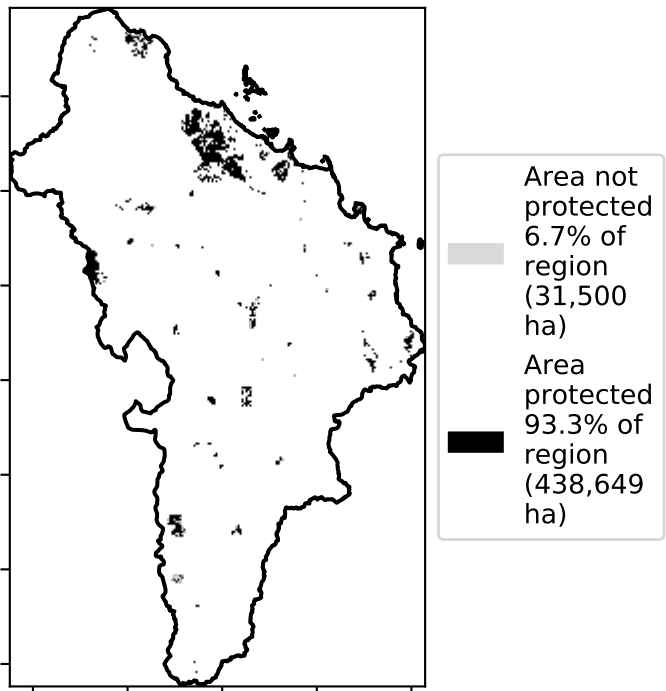 Area not
protected
6.7% of
region
(31,500
ha)
Area
protected
93.3% of
region
(438,649
ha)